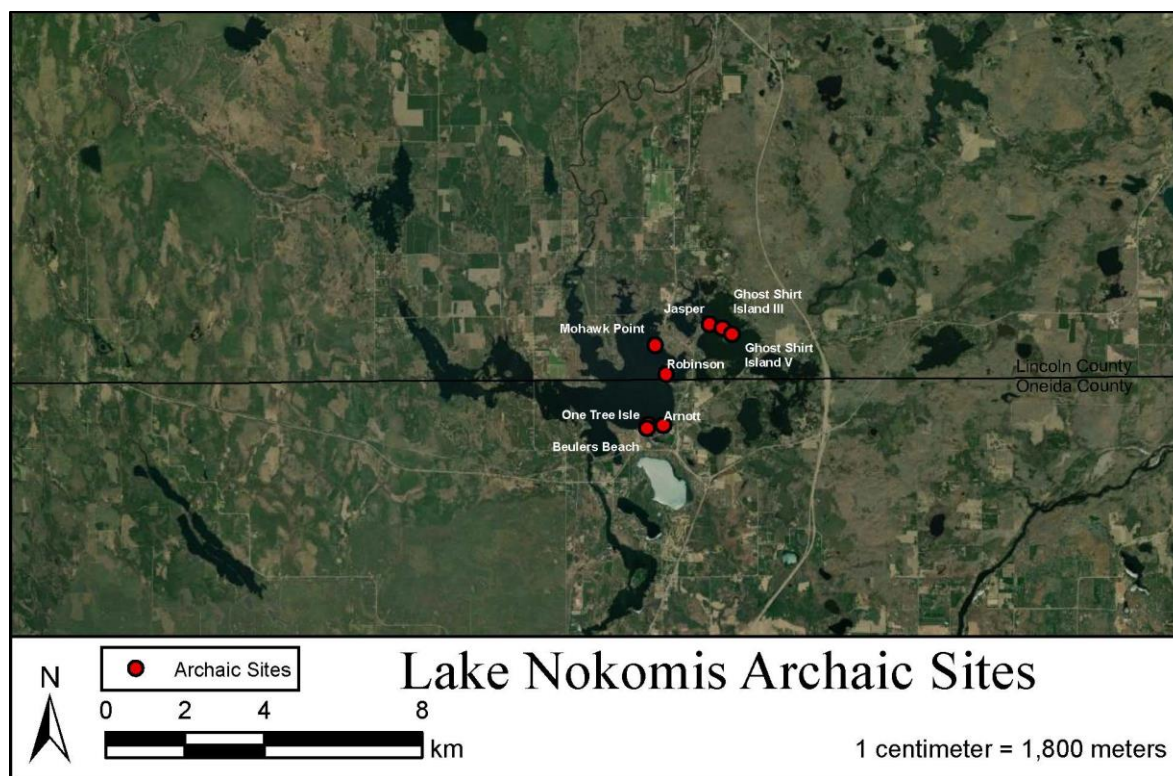 Ghost Shirt
Island III
Jasper
Mohawk Point
Ghost Shirt
Island V
Robinson
Lincoln County
Oneida County
One Tree Isle
Arnott
Beulers Beach
N
Archaic Sites
Lake Nokomis Archaic Sites
0 2 4 8
km
1 centimeter = 1,800 meters